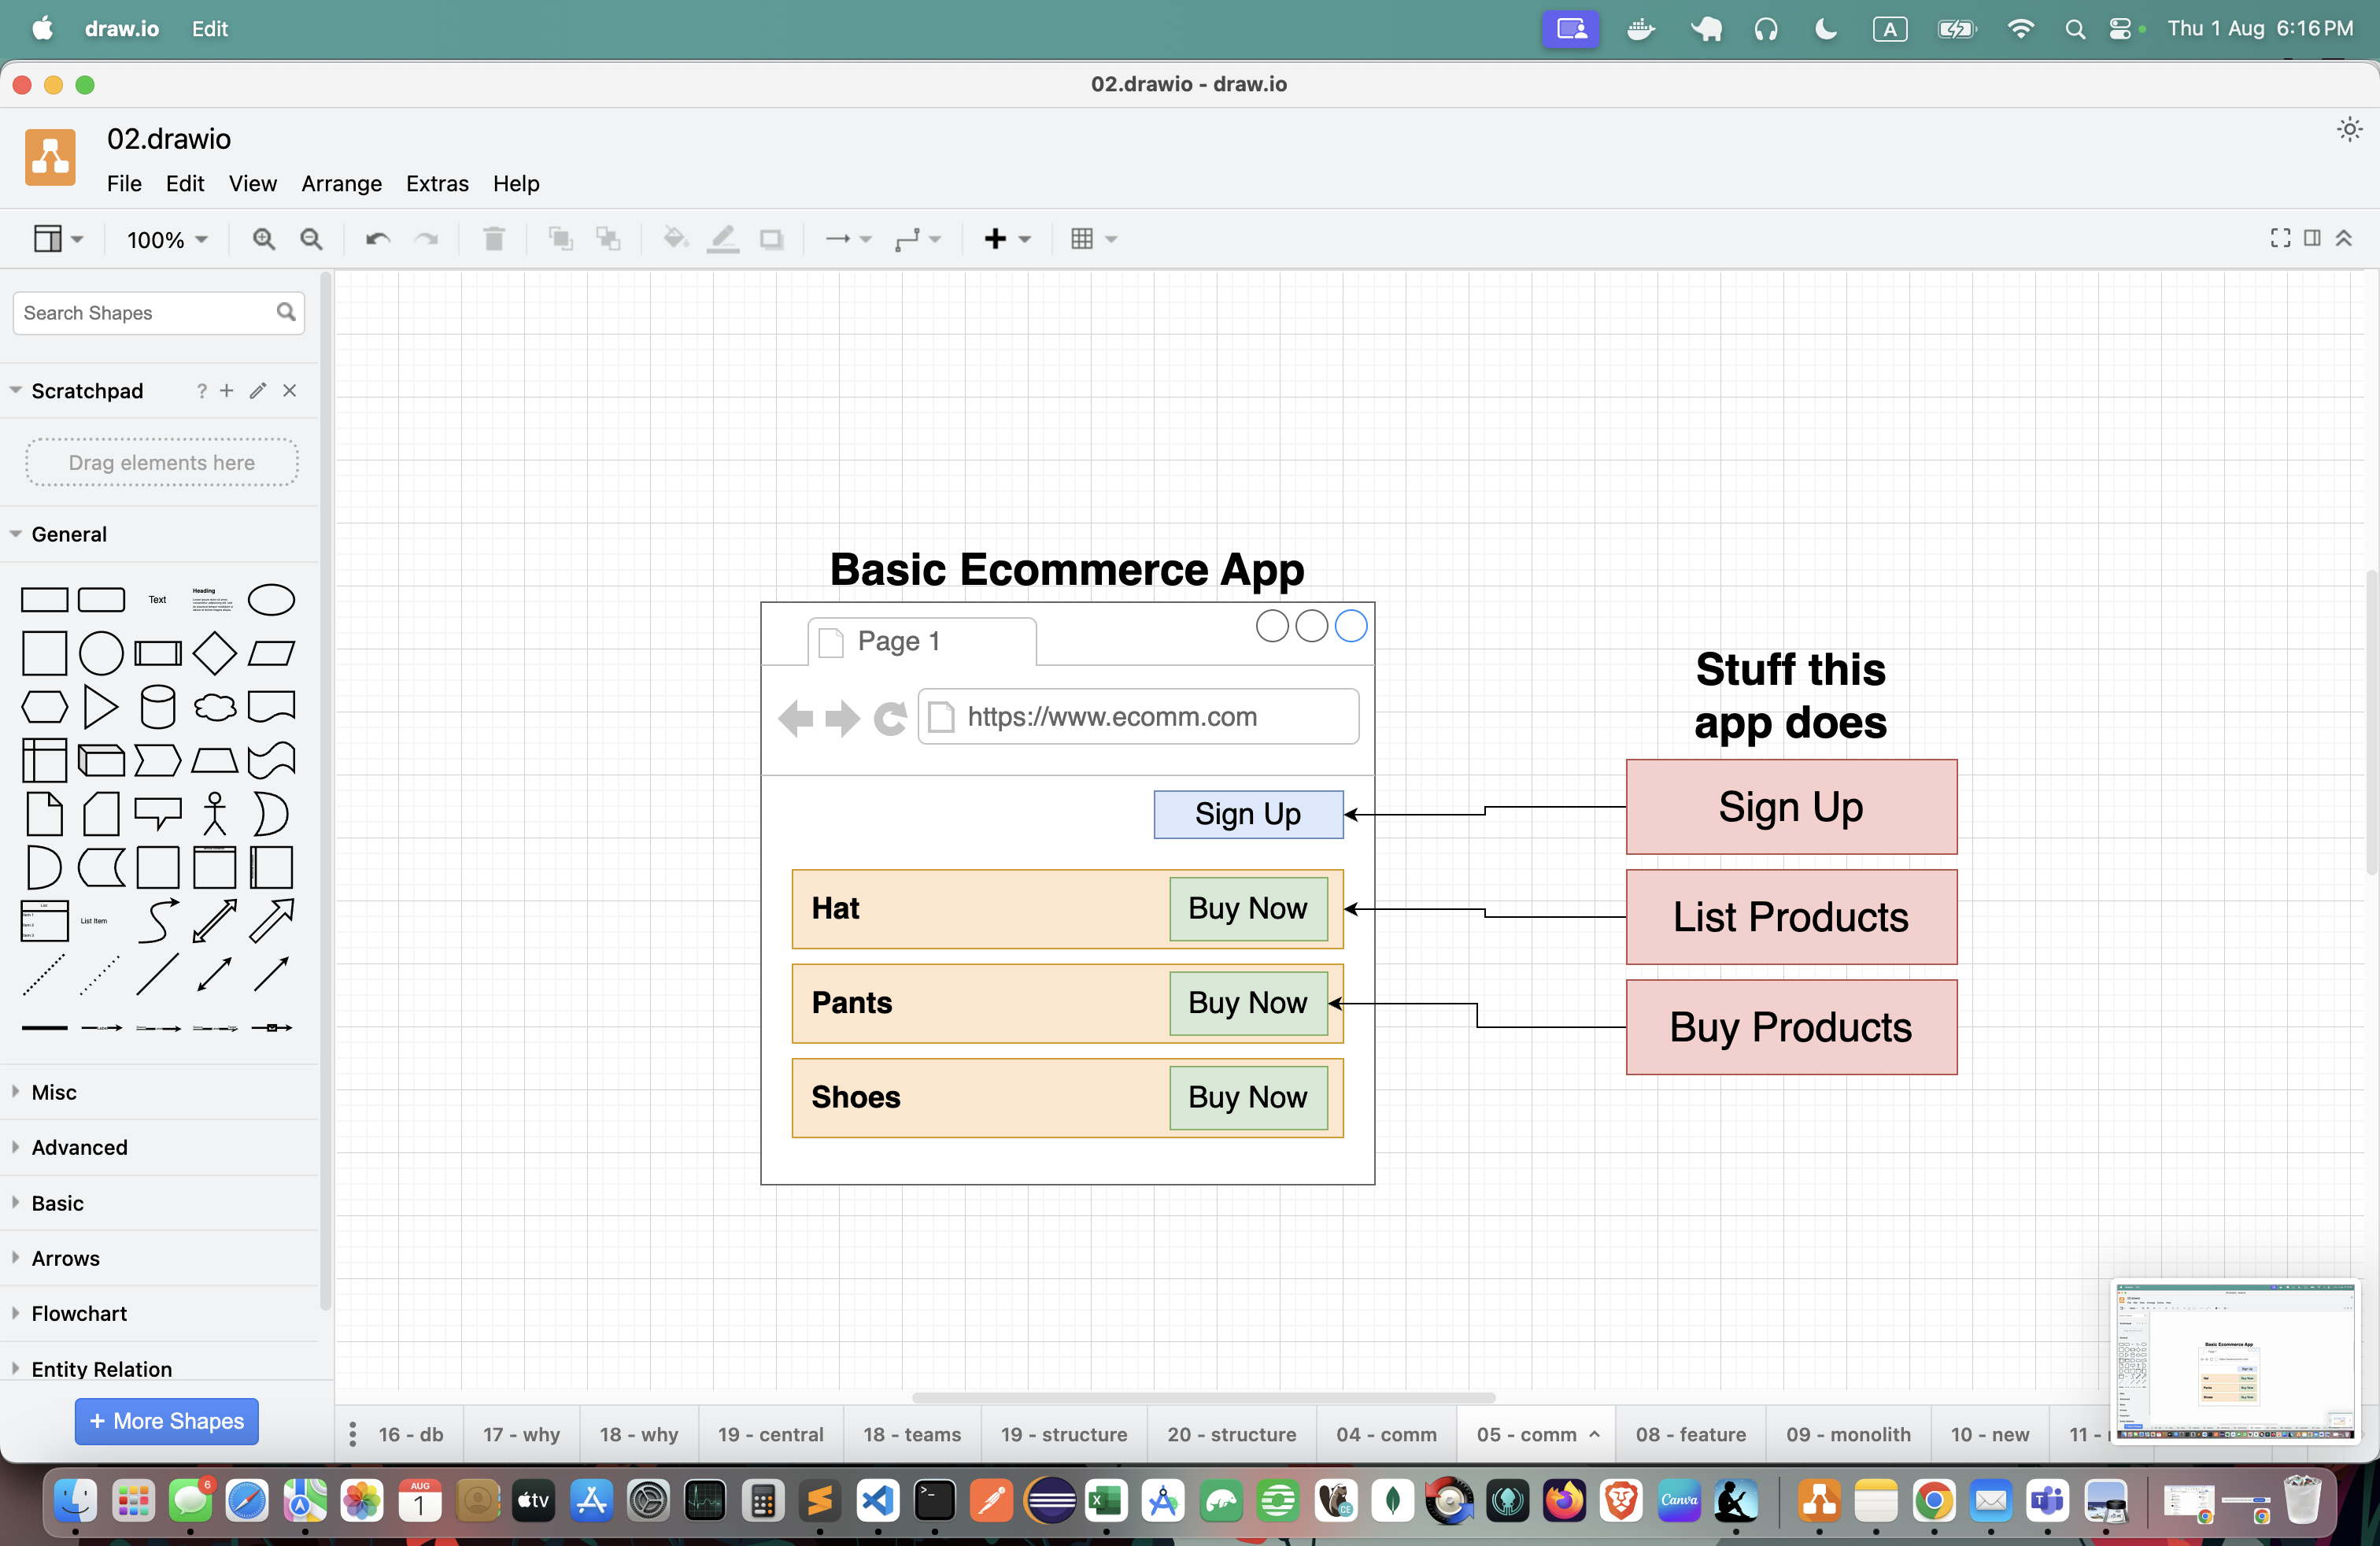 draw.io Edit
A
Thu 1 Aug 6:16 PM
02.drawio - draw.io
02.drawio
File Edit View Arrange Extras Help
100%
Search Shapes
Scratchpad ?
Drag elements here
General
Text
Heading
List
List Item
Misc
Advanced
Basic
Arrows
Flowchart
Entity Relation
+ More Shapes
Basic Ecommerce App
Page 1
https://www.ecomm.com
Sign Up
Hat Buy Now
Pants Buy Now
Shoes Buy Now
Stuff this
app does
Sign Up
List Products
Buy Products
16 - db 17 - why 18 - why 19 - central 18 - teams 19 - structure 20 - structure 04 - comm 05 - comm 08 - feature 09 - monolith 10 - new 11 -
6
AUG
1
tv
CE
Canva